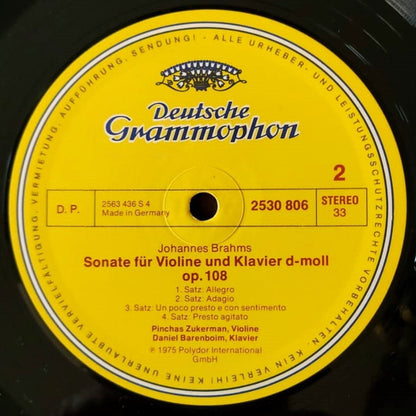 KEIN VERLEIH! KEINE UNERLAUBTE VERVIELFÄLTIGUNG, VERMIETUNG, AUFFÜHRUNG, SENDUNG! - ALLE URHEBER- UND LEISTUNGSSCHUTZRECHTE VORBEHALTEN -
Deutsche
Grammophon
2
D. P.
2563 436 S 4
Made in Germany
2530 806
STEREO
33
Johannes Brahms
Sonate für Violine und Klavier d-moll
op. 108
1. Satz: Allegro
2. Satz: Adagio
3. Satz: Un poco presto e con sentimento
4. Satz: Presto agitato
Pinchas Zukerman, Violine
Daniel Barenboim, Klavier
℗ 1975 Polydor International
GmbH